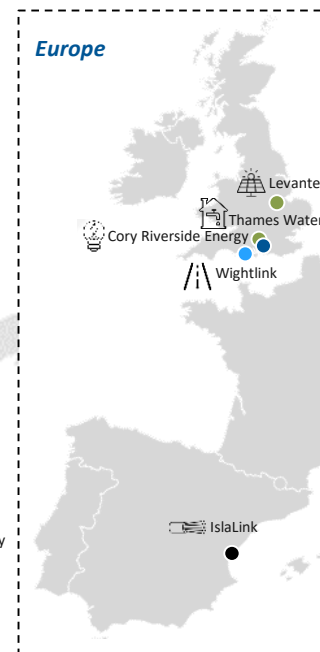 Europe
Levante
Thames Water
Cory Riverside Energy
Wightlink
IslaLink
y